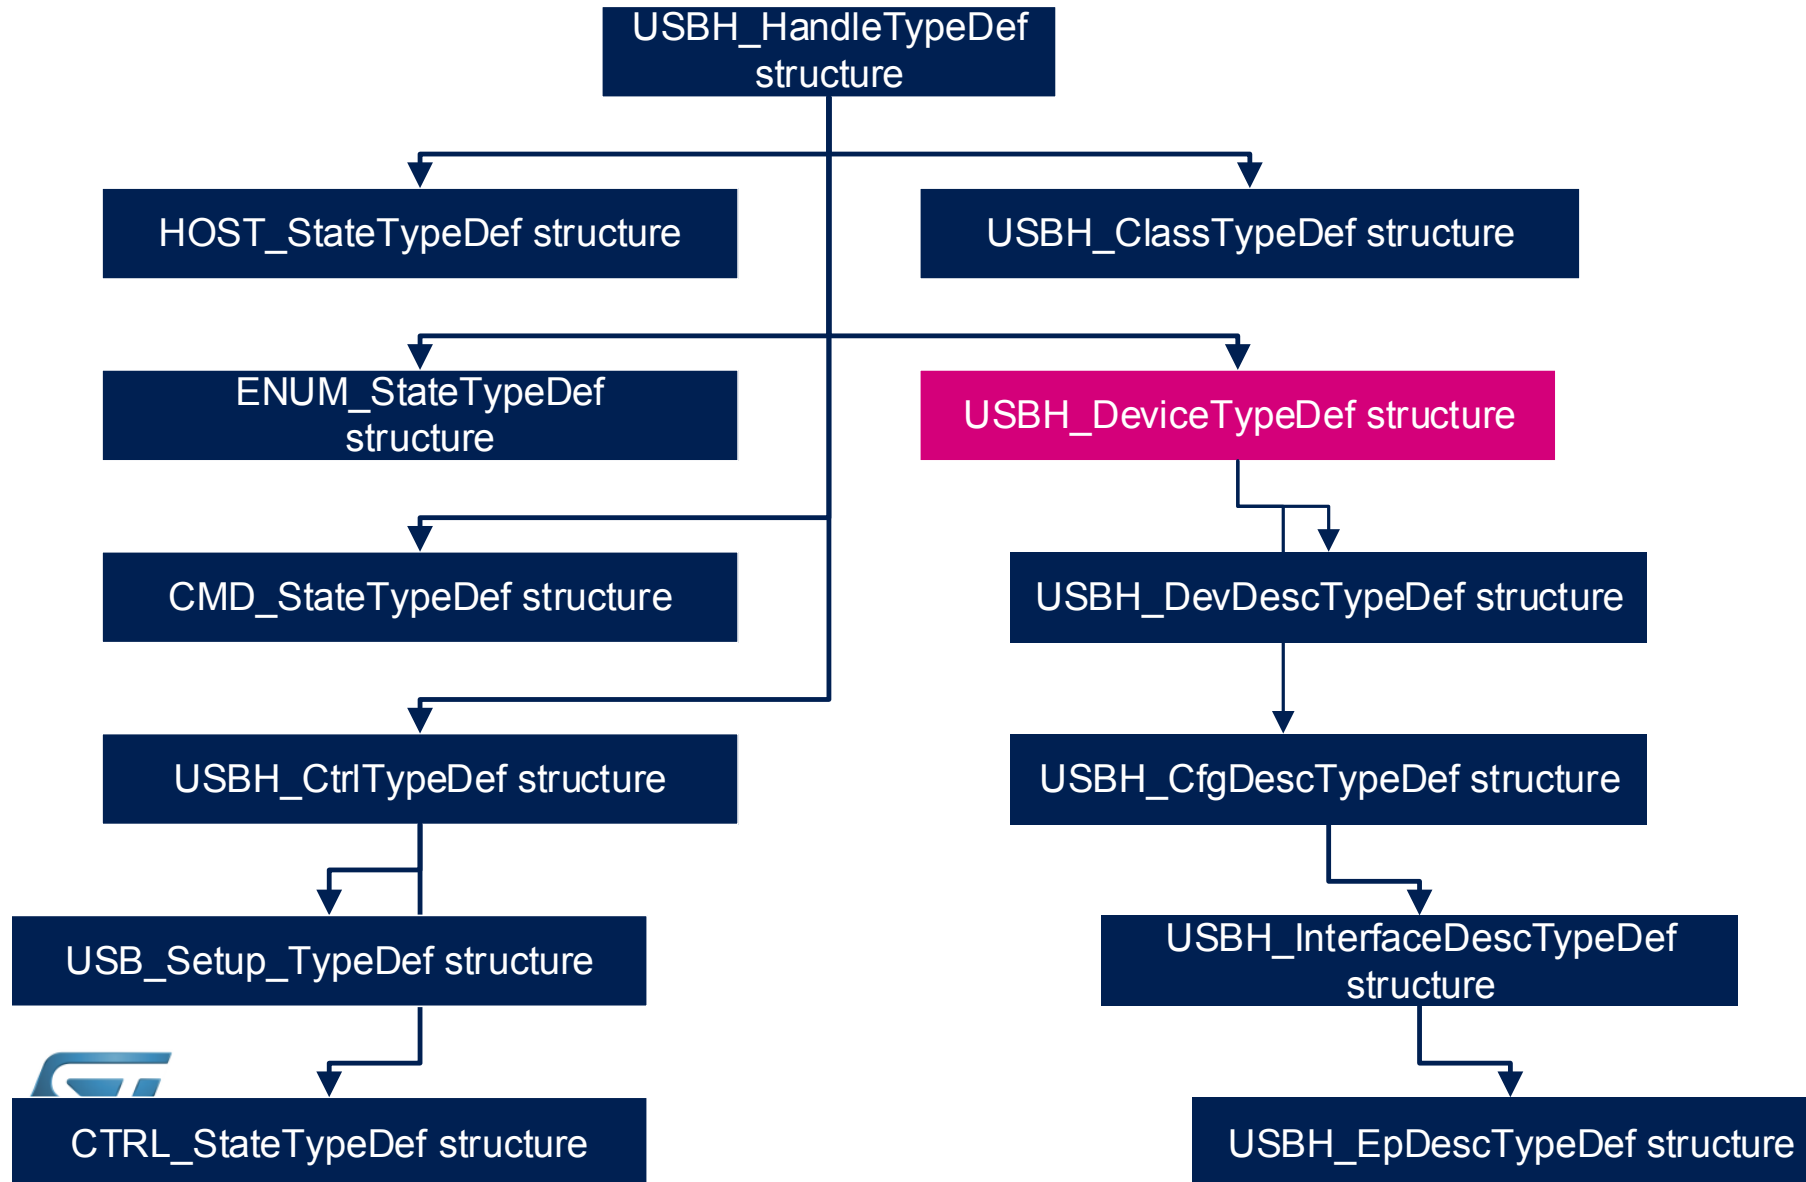 USBH_HandleTypeDef
structure
HOST_StateTypeDef structure
USBH_ClassTypeDef structure
ENUM_StateTypeDef
structure
USBH_DeviceTypeDef structure
CMD_StateTypeDef structure
USBH_DevDescTypeDef structure
USBH_CtrlTypeDef structure
USBH_CfgDescTypeDef structure
USB_Setup_TypeDef structure
USBH_InterfaceDescTypeDef
structure
CTRL_StateTypeDef structure
USBH_EpDescTypeDef structure